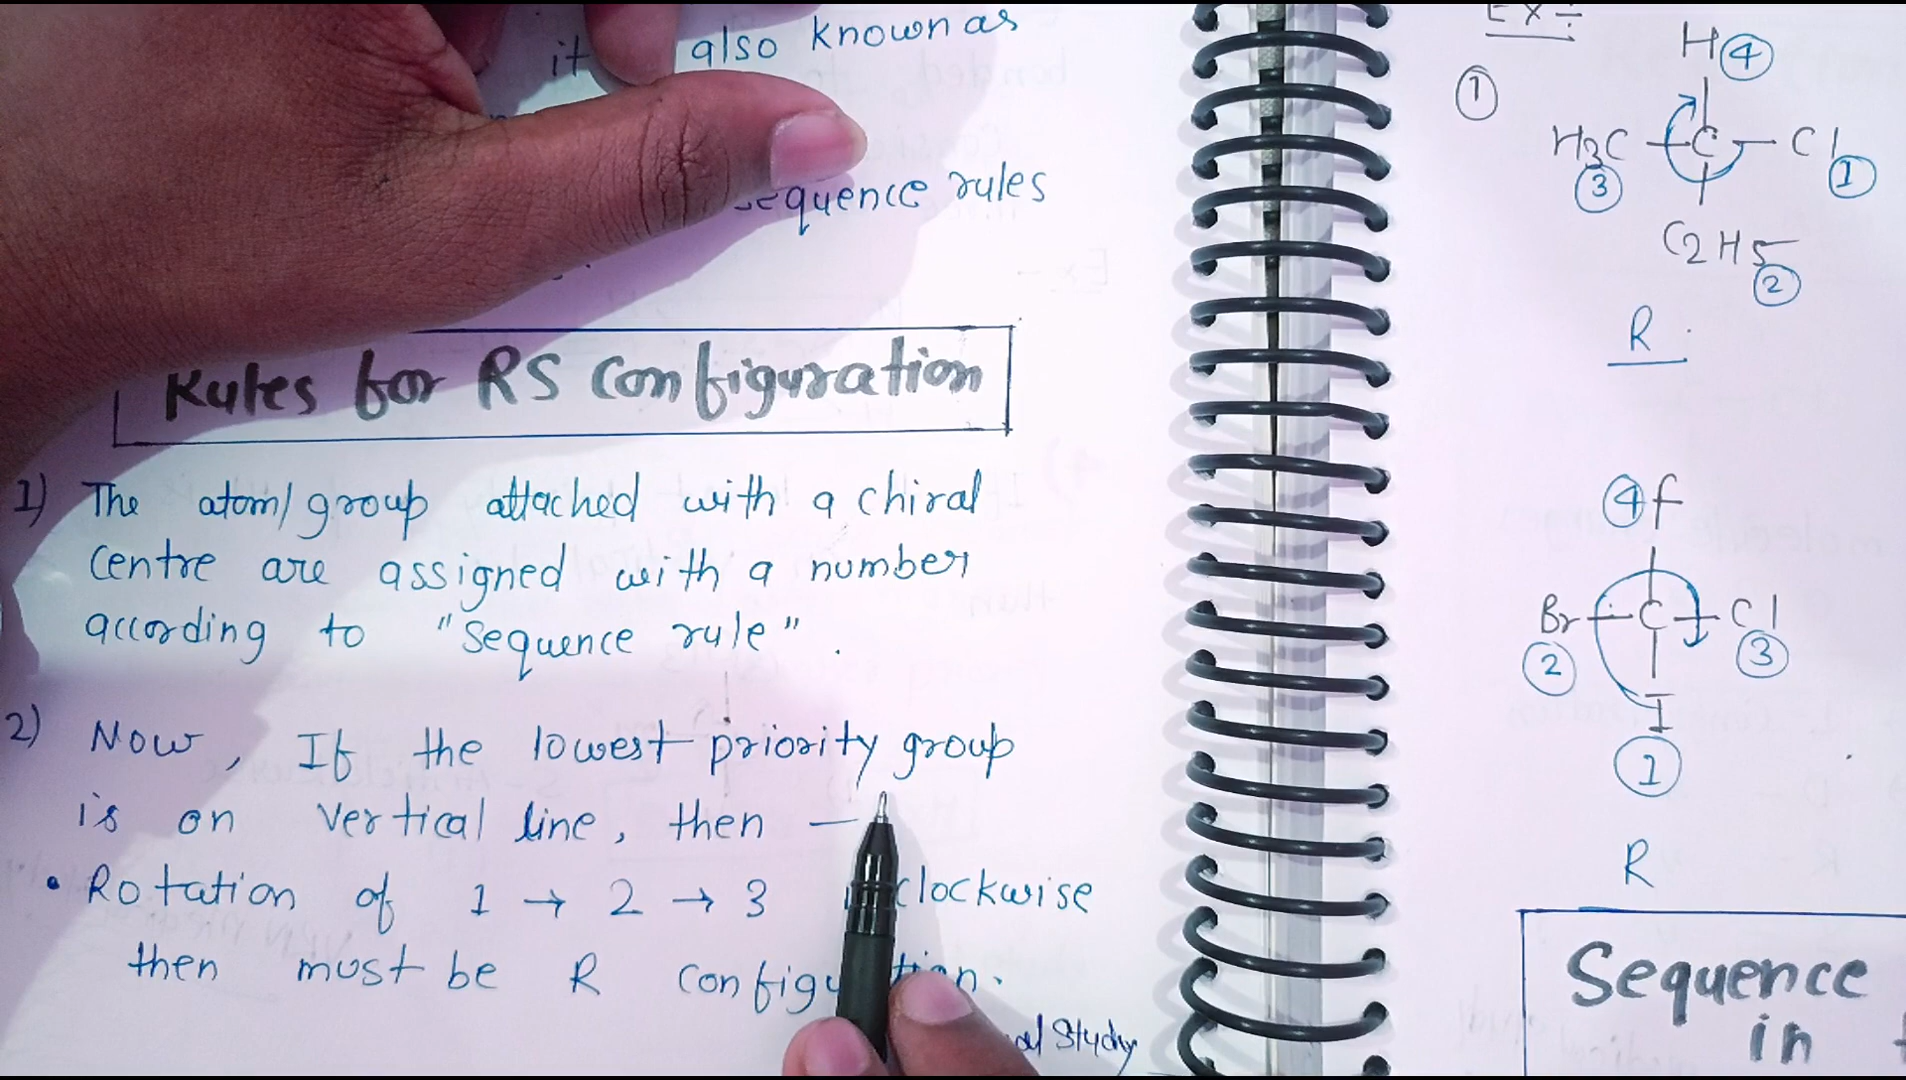 it also known as
sequence rules
Rules for RS Configuration
1) The atom/group attached with a chiral
centre are assigned with a number
according to "Sequence rule".
2) Now, If the lowest priority group
is on vertical line, then —
• Rotation of 1 → 2 → 3 clockwise
then must be R
al Study
Ex ÷
1
H 4
H3C C Cl
3 1
C2H5
2
R
4 F
Br C Cl
2 3
I
1
R
Sequence
in